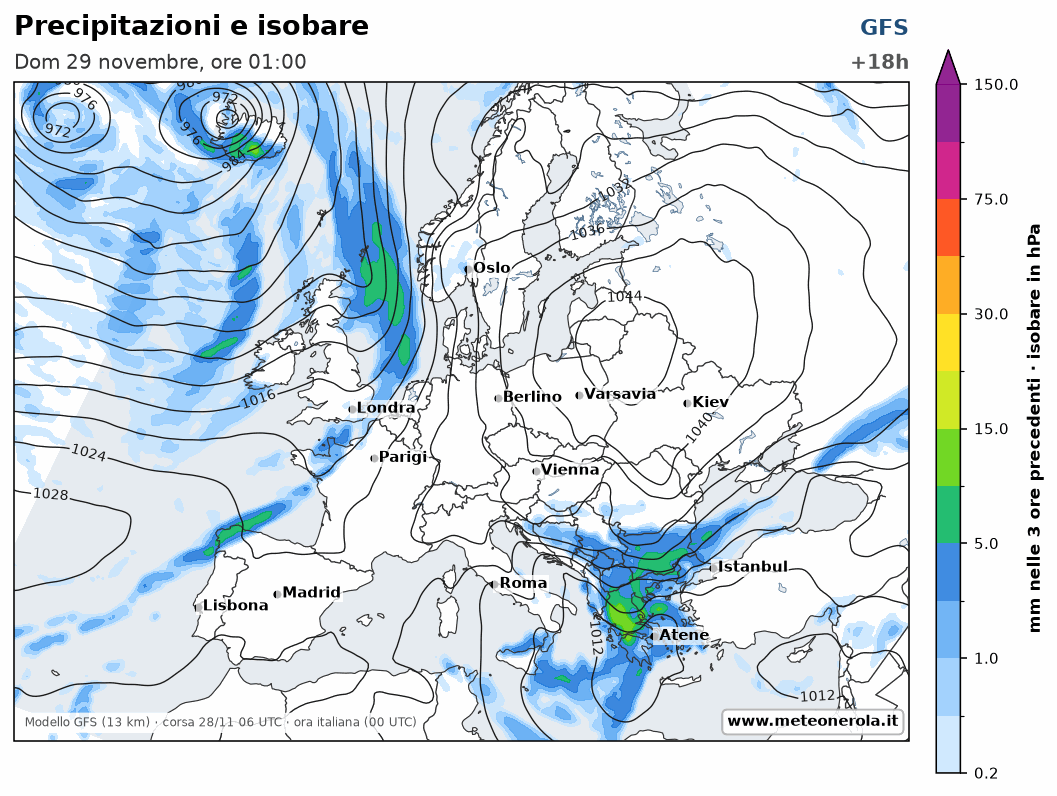 Precipitazioni e isobare
GFS
Dom 29 novembre, ore 01:00
+18h
976
972
972
976
984
1032
1036
1044
1040
1016
1024
1028
1012
1012
Oslo
Berlino
Varsavia
Kiev
Londra
Parigi
Vienna
Istanbul
Roma
Madrid
Lisbona
Atene
Modello GFS (13 km) · corsa 28/11 06 UTC · ora italiana (00 UTC)
www.meteonerola.it
150.0
75.0
30.0
15.0
5.0
1.0
0.2
mm nelle 3 ore precedenti · isobare in hPa